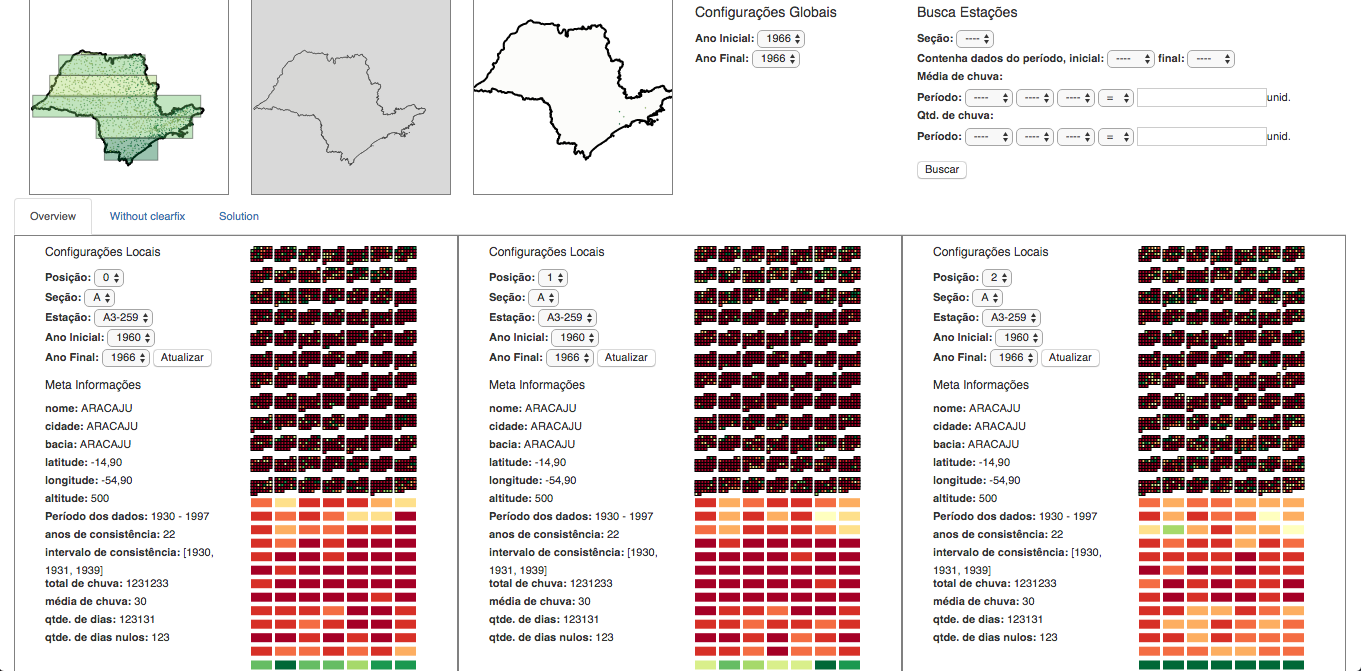 Configurações Globais
Ano Inicial: 1966
Ano Final: 1966
Busca Estações
Seção: ----
Contenha dados do período, inicial: ---- final: ----
Média de chuva:
Período: ---- ---- ---- = unid.
Qtd. de chuva:
Período: ---- ---- ---- = unid.
Buscar
Overview Without clearfix Solution
Configurações Locais
Posição: 0
Seção: A
Estação: A3-259
Ano Inicial: 1960
Ano Final: 1966 Atualizar
Meta Informações
nome: ARACAJU
cidade: ARACAJU
bacia: ARACAJU
latitude: -14,90
longitude: -54,90
altitude: 500
Período dos dados: 1930 - 1997
anos de consistência: 22
intervalo de consistência: [1930,
1931, 1939]
total de chuva: 1231233
média de chuva: 30
qtde. de dias: 123131
qtde. de dias nulos: 123
Configurações Locais
Posição: 1
Seção: A
Estação: A3-259
Ano Inicial: 1960
Ano Final: 1966 Atualizar
Meta Informações
nome: ARACAJU
cidade: ARACAJU
bacia: ARACAJU
latitude: -14,90
longitude: -54,90
altitude: 500
Período dos dados: 1930 - 1997
anos de consistência: 22
intervalo de consistência: [1930,
1931, 1939]
total de chuva: 1231233
média de chuva: 30
qtde. de dias: 123131
qtde. de dias nulos: 123
Configurações Locais
Posição: 2
Seção: A
Estação: A3-259
Ano Inicial: 1960
Ano Final: 1966 Atualizar
Meta Informações
nome: ARACAJU
cidade: ARACAJU
bacia: ARACAJU
latitude: -14,90
longitude: -54,90
altitude: 500
Período dos dados: 1930 - 1997
anos de consistência: 22
intervalo de consistência: [1930,
1931, 1939]
total de chuva: 1231233
média de chuva: 30
qtde. de dias: 123131
qtde. de dias nulos: 123